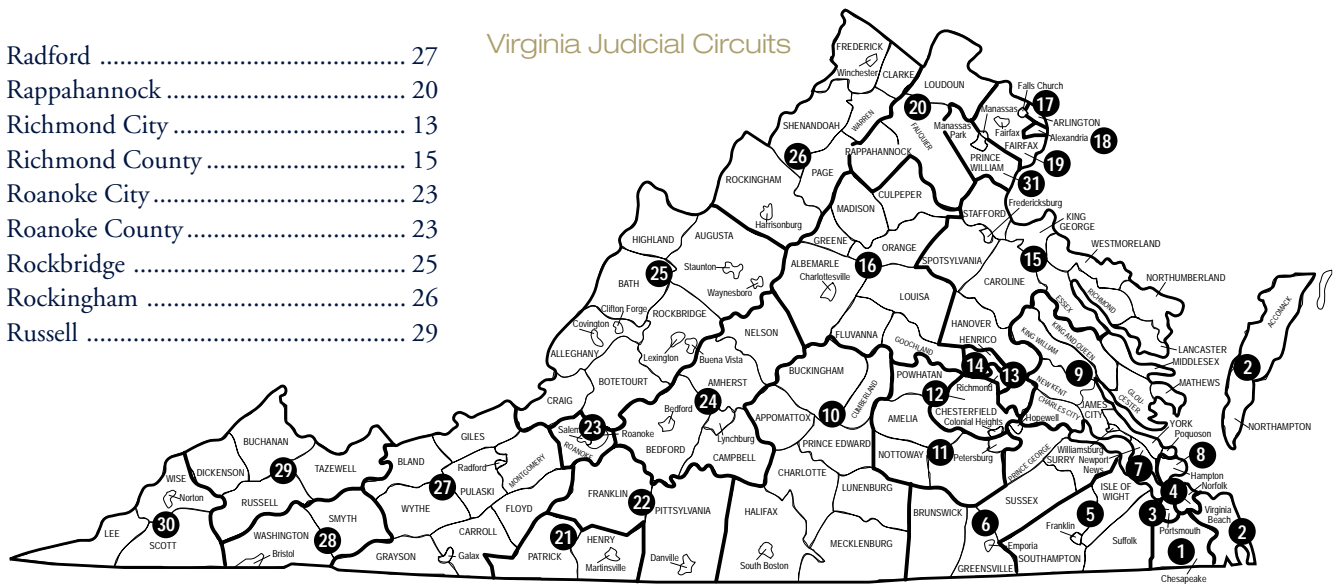 Virginia Judicial Circuits
Radford ........................................ 27
Rappahannock ........................................ 20
Richmond City ........................................ 13
Richmond County ........................................ 15
Roanoke City ........................................ 23
Roanoke County ........................................ 23
Rockbridge ........................................ 25
Rockingham ........................................ 26
Russell ........................................ 29
FREDERICK
Winchester
CLARKE
LOUDOUN
Falls Church
17
ARLINGTON
Alexandria
18
20
Manassas
Manassas
Park
Fairfax
FAIRFAX
19
SHENANDOAH
WARREN
FAUQUIER
26
RAPPAHANNOCK
PRINCE
WILLIAM
31
PAGE
ROCKINGHAM
CULPEPER
Fredericksburg
MADISON
STAFFORD
KING
GEORGE
Harrisonburg
HIGHLAND
AUGUSTA
GREENE
ORANGE
WESTMORELAND
ALBEMARLE
16
SPOTSYLVANIA
15
Staunton
25
BATH
Charlottesville
CAROLINE
NORTHUMBERLAND
Waynesboro
LOUISA
ESSEX
RICHMOND
ACCOMACK
Clifton Forge
ROCKBRIDGE
Covington
NELSON
FLUVANNA
HANOVER
KING WILLIAM
KING AND QUEEN
GOOCHLAND
HENRICO
LANCASTER
ALLEGHANY
Lexington
Buena Vista
MIDDLESEX
BUCKINGHAM
CUMBERLAND
POWHATAN
14
13
9
2
BOTETOURT
AMHERST
Richmond
NEW KENT
MATHEWS
CRAIG
24
12
CHARLES CITY
JAMES
CITY
GLOU-
CESTER
Bedford
APPOMATTOX
10
AMELIA
CHESTERFIELD
Colonial Heights
Hopewell
YORK
NORTHAMPTON
23
Salem
Roanoke
ROANOKE
Lynchburg
Poquoson
GILES
BEDFORD
CAMPBELL
PRINCE EDWARD
NOTTOWAY
11
Petersburg
PRINCE GEORGE
Williamsburg
SURRY
Newport
News
7
8
BUCHANAN
BLAND
Radford
MONTGOMERY
CHARLOTTE
Hampton
Norfolk
WISE
DICKENSON
29
TAZEWELL
27
PULASKI
LUNENBURG
ISLE OF
WIGHT
4
Norton
RUSSELL
WYTHE
FLOYD
FRANKLIN
22
PITTSYLVANIA
HALIFAX
BRUNSWICK
SUSSEX
Virginia
Beach
30
SMYTH
CARROLL
6
5
3
LEE
SCOTT
WASHINGTON
28
21
HENRY
MECKLENBURG
Franklin
Portsmouth
2
Bristol
GRAYSON
Galax
PATRICK
Martinsville
Danville
South Boston
Emporia
Suffolk
1
GREENSVILLE
SOUTHAMPTON
Chesapeake